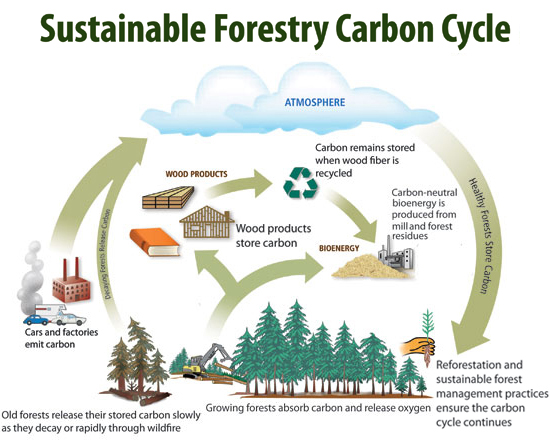 Sustainable Forestry Carbon Cycle
ATMOSPHERE
Carbon remains stored
when wood fiber is
recycled
WOOD PRODUCTS
Carbon-neutral
bioenergy is
produced from
mill and forest
residues
Wood products
store carbon
BIOENERGY
Decaying Forests Release Carbon
Healthy Forests Store Carbon
Cars and factories
emit carbon
Reforestation and
sustainable forest
management practices
ensure the carbon
cycle continues
Old forests release their stored carbon slowly
as they decay or rapidly through wildfire
Growing forests absorb carbon and release oxygen